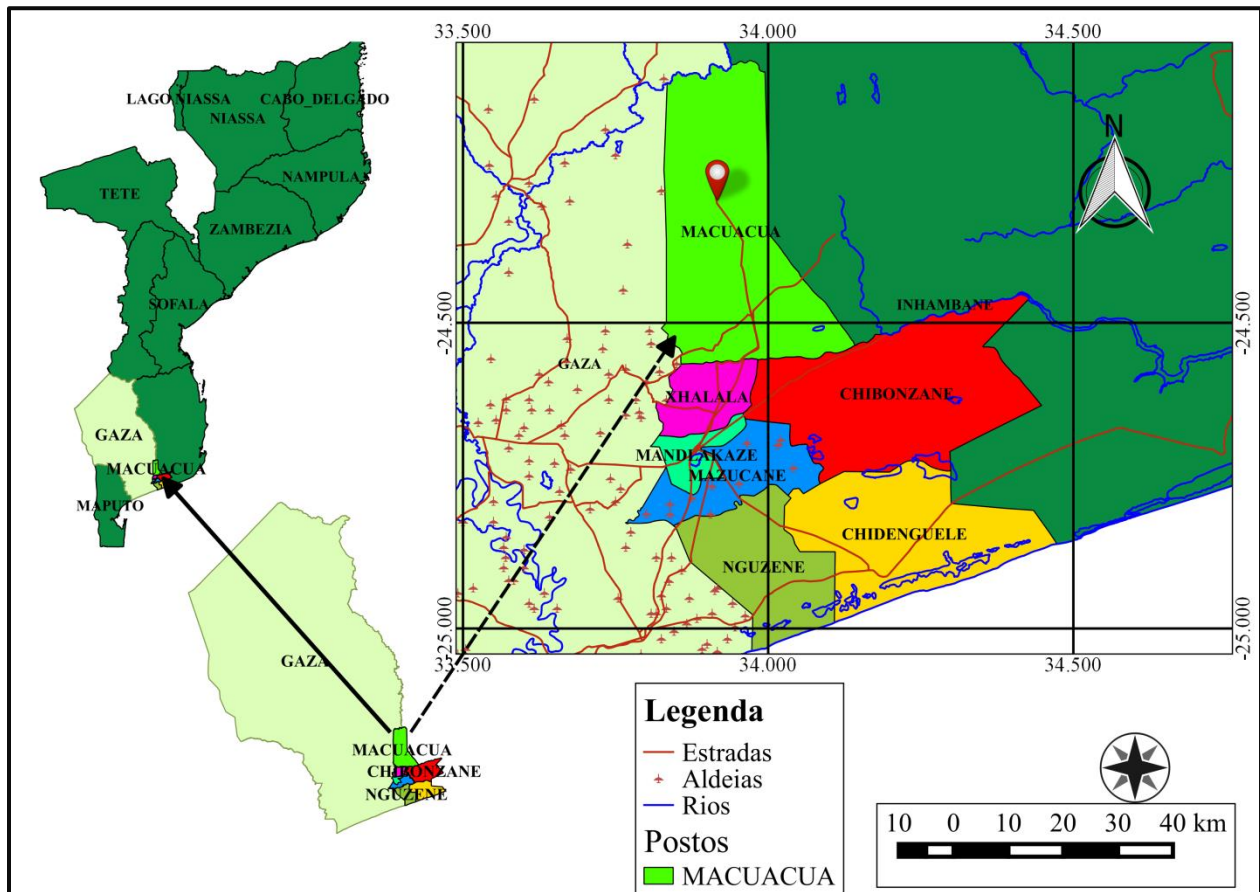 LAGO NIASSA
NIASSA
CABO_DELGADO
NAMPULA
TETE
ZAMBEZIA
SOFALA
GAZA
MACUACUA
MAPUTO
GAZA
MACUACUA
CHIBONZANE
NGUZENE
33.500
34.000
34.500
N
MACUACUA
INHAMBANE
-24.500
-24.500
GAZA
XHALALA
CHIBONZANE
MANDLAKAZE
MAZUCANE
CHIDENGUELE
NGUZENE
-25.000
-25.000
33.500
34.000
34.500
Legenda
Estradas
Aldeias
Rios
Postos
MACUACUA
10 0 10 20 30 40 km